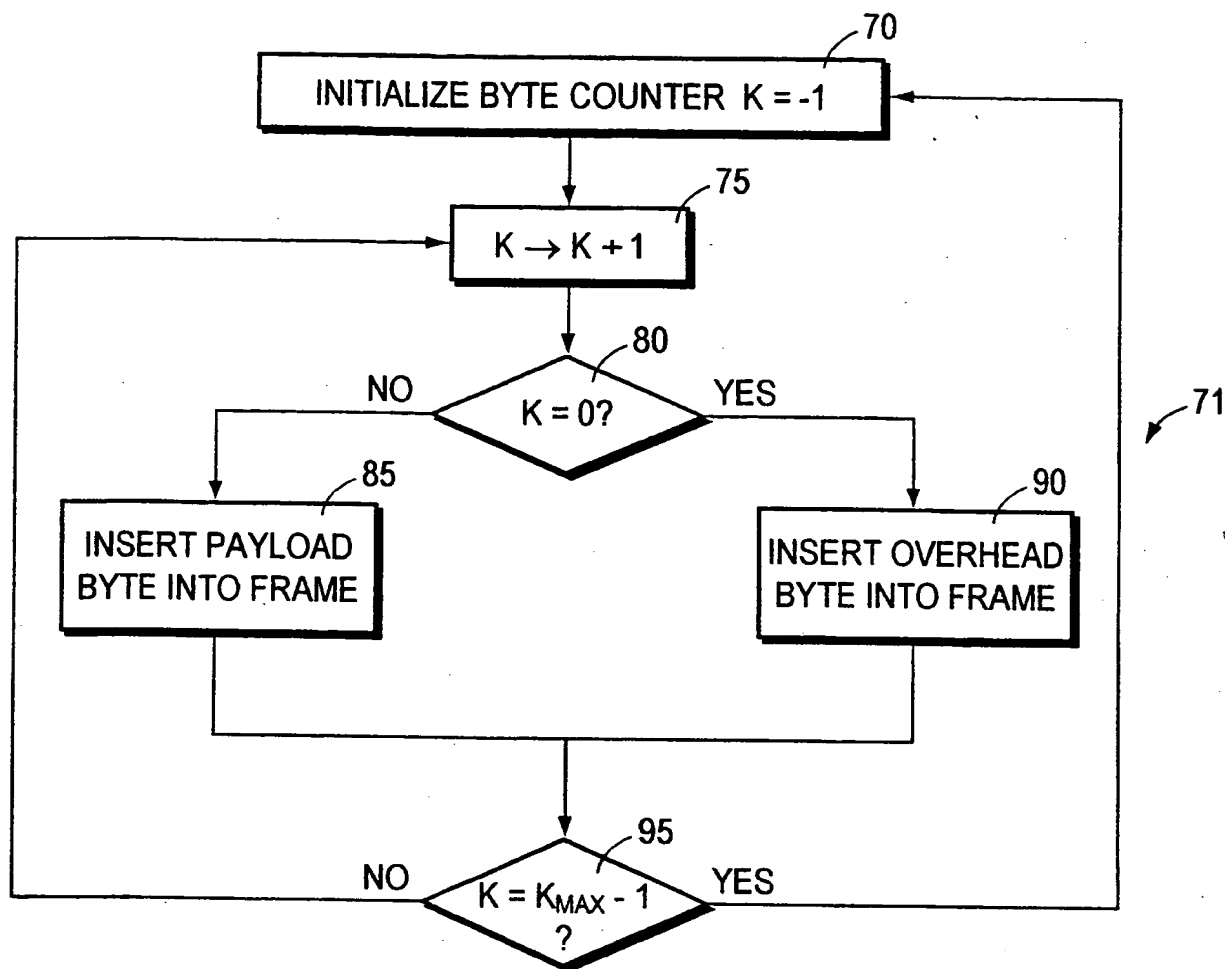 70
INITIALIZE BYTE COUNTER K = -1
75
K → K + 1
80
NO
YES
K = 0?
71
85
INSERT PAYLOAD
BYTE INTO FRAME
90
INSERT OVERHEAD
BYTE INTO FRAME
95
NO
YES
K = KMAX - 1
?